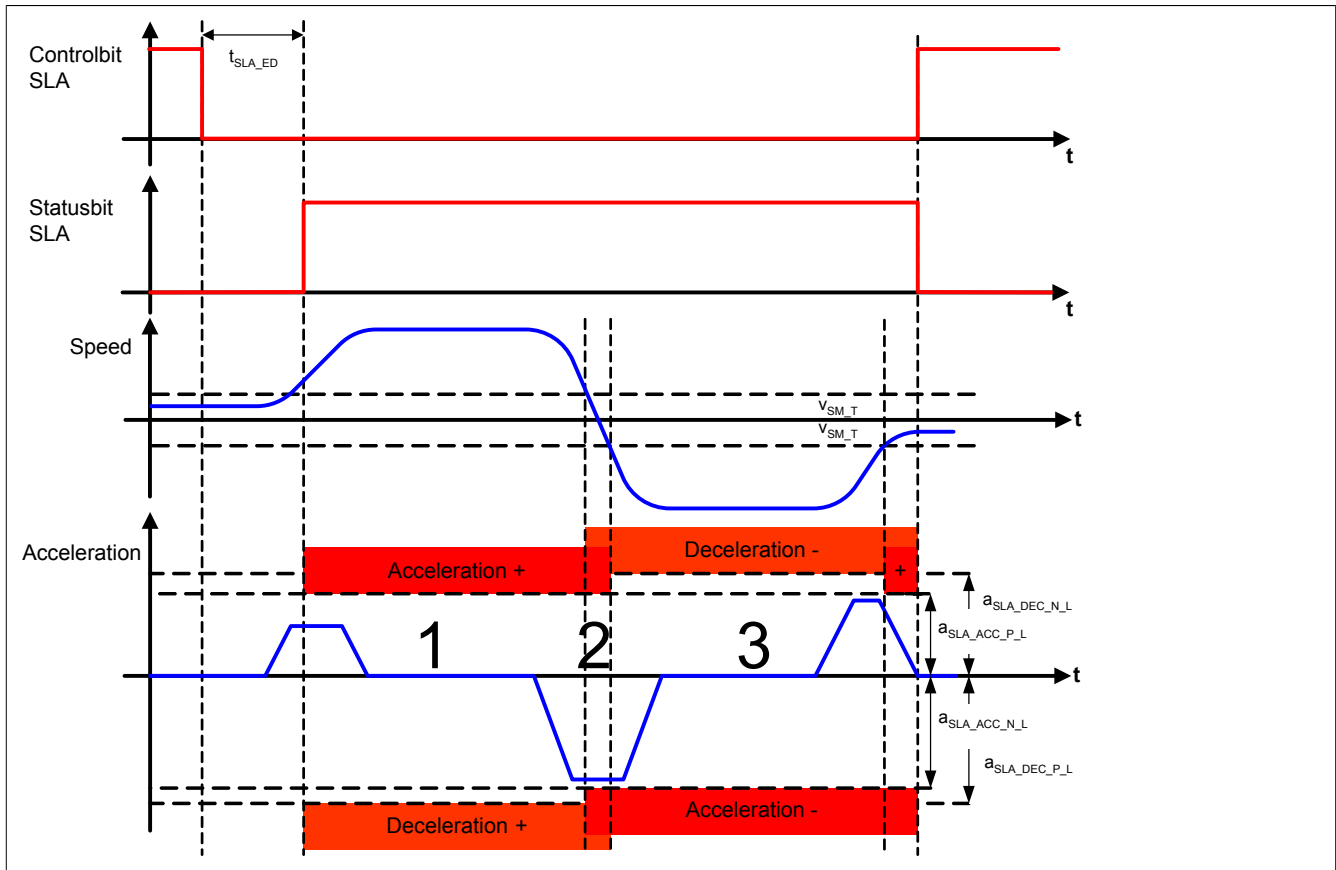 Controlbit
SLA
t_SLA_ED
t
Statusbit
SLA
t
Speed
v_SM_T
t
v_SM_T
Acceleration
Deceleration -
Acceleration +
+
a_SLA_DEC_N_L
a_SLA_ACC_P_L
1
2
3
t
a_SLA_ACC_N_L
a_SLA_DEC_P_L
Acceleration -
Deceleration +